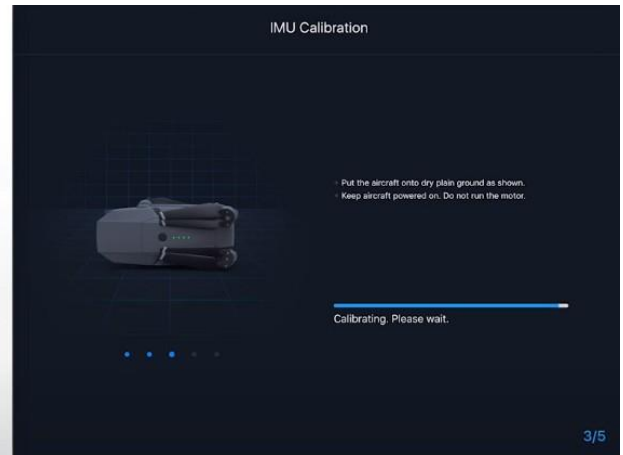 IMU Calibration
Put the aircraft onto dry plain ground as shown.
Keep aircraft powered on. Do not run the motor.
Calibrating. Please wait.
3/5